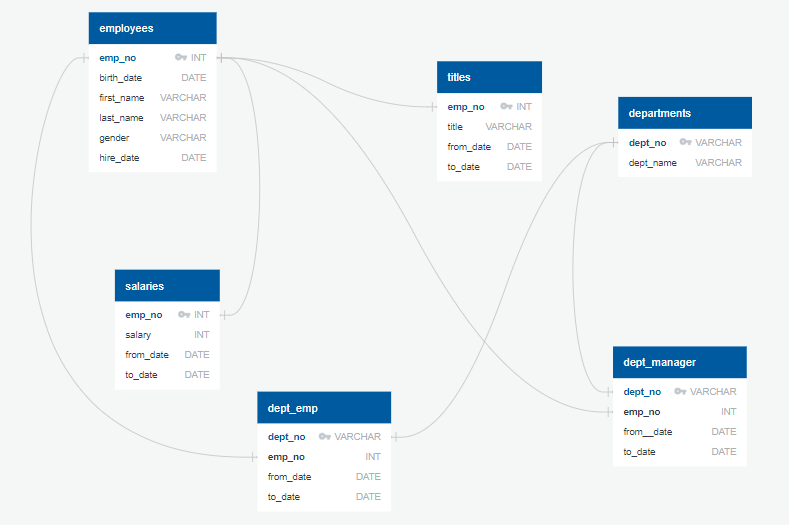 employees
emp_no INT
birth_date DATE
first_name VARCHAR
last_name VARCHAR
gender VARCHAR
hire_date DATE
titles
emp_no INT
title VARCHAR
from_date DATE
to_date DATE
departments
dept_no VARCHAR
dept_name VARCHAR
salaries
emp_no INT
salary INT
from_date DATE
to_date DATE
dept_emp
dept_no VARCHAR
emp_no INT
from_date DATE
to_date DATE
dept_manager
dept_no VARCHAR
emp_no INT
from__date DATE
to_date DATE